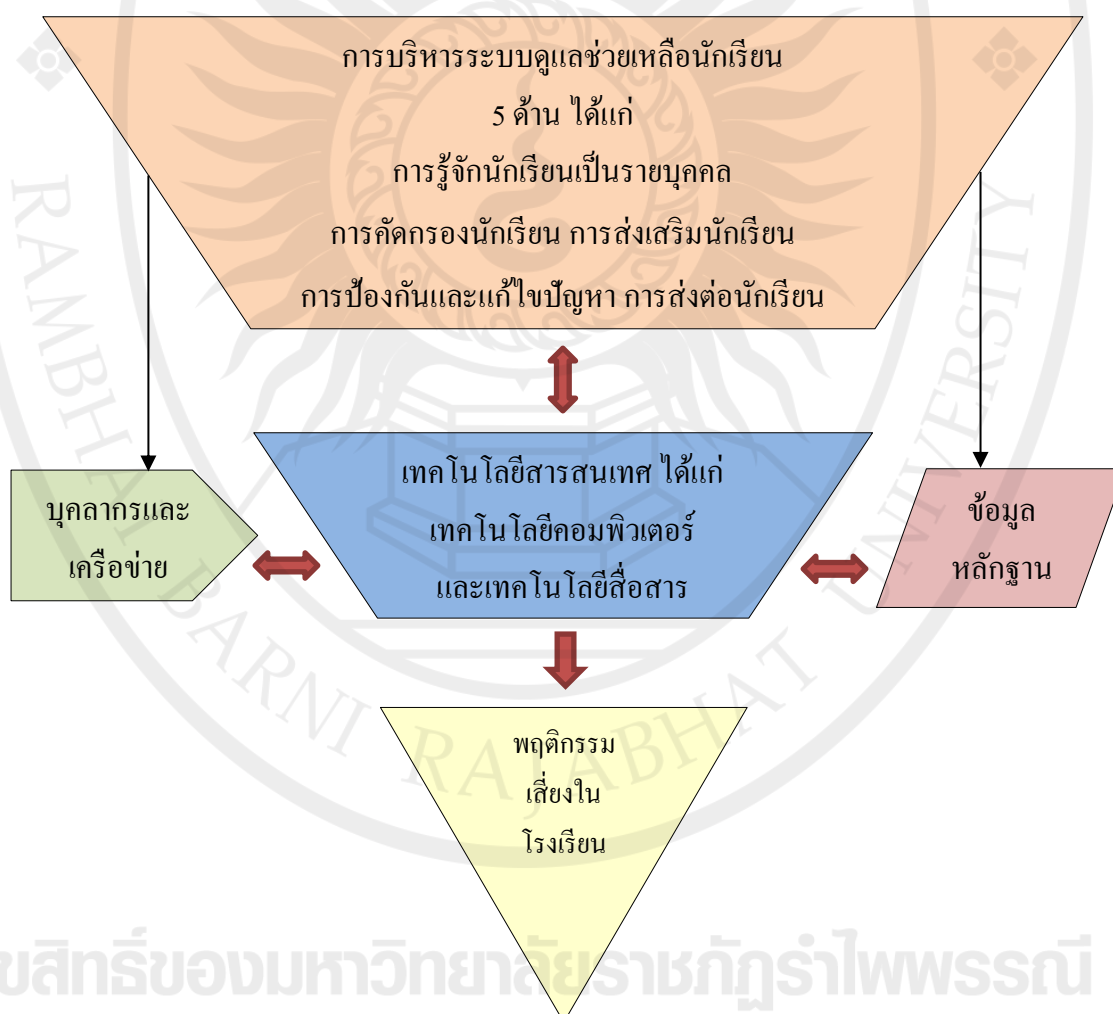 การบริหารระบบดูแลช่วยเหลือนักเรียน
5 ด้าน ได้แก่
การรู้จักนักเรียนเป็นรายบุคคล
การคัดกรองนักเรียน การส่งเสริมนักเรียน
การป้องกันและแก้ไขปัญหา การส่งต่อนักเรียน
บุคลากรและ
เครือข่าย
เทคโนโลยีสารสนเทศ ได้แก่
เทคโนโลยีคอมพิวเตอร์
และเทคโนโลยีสื่อสาร
ข้อมูล
หลักฐาน
พฤติกรรม
เสี่ยงใน
โรงเรียน
RAMBHAI BARNI RAJABHAT UNIVERSITY
ขสิทธิ์ของมหาวิทยาลัยราชภัฏรำไพพรรณี